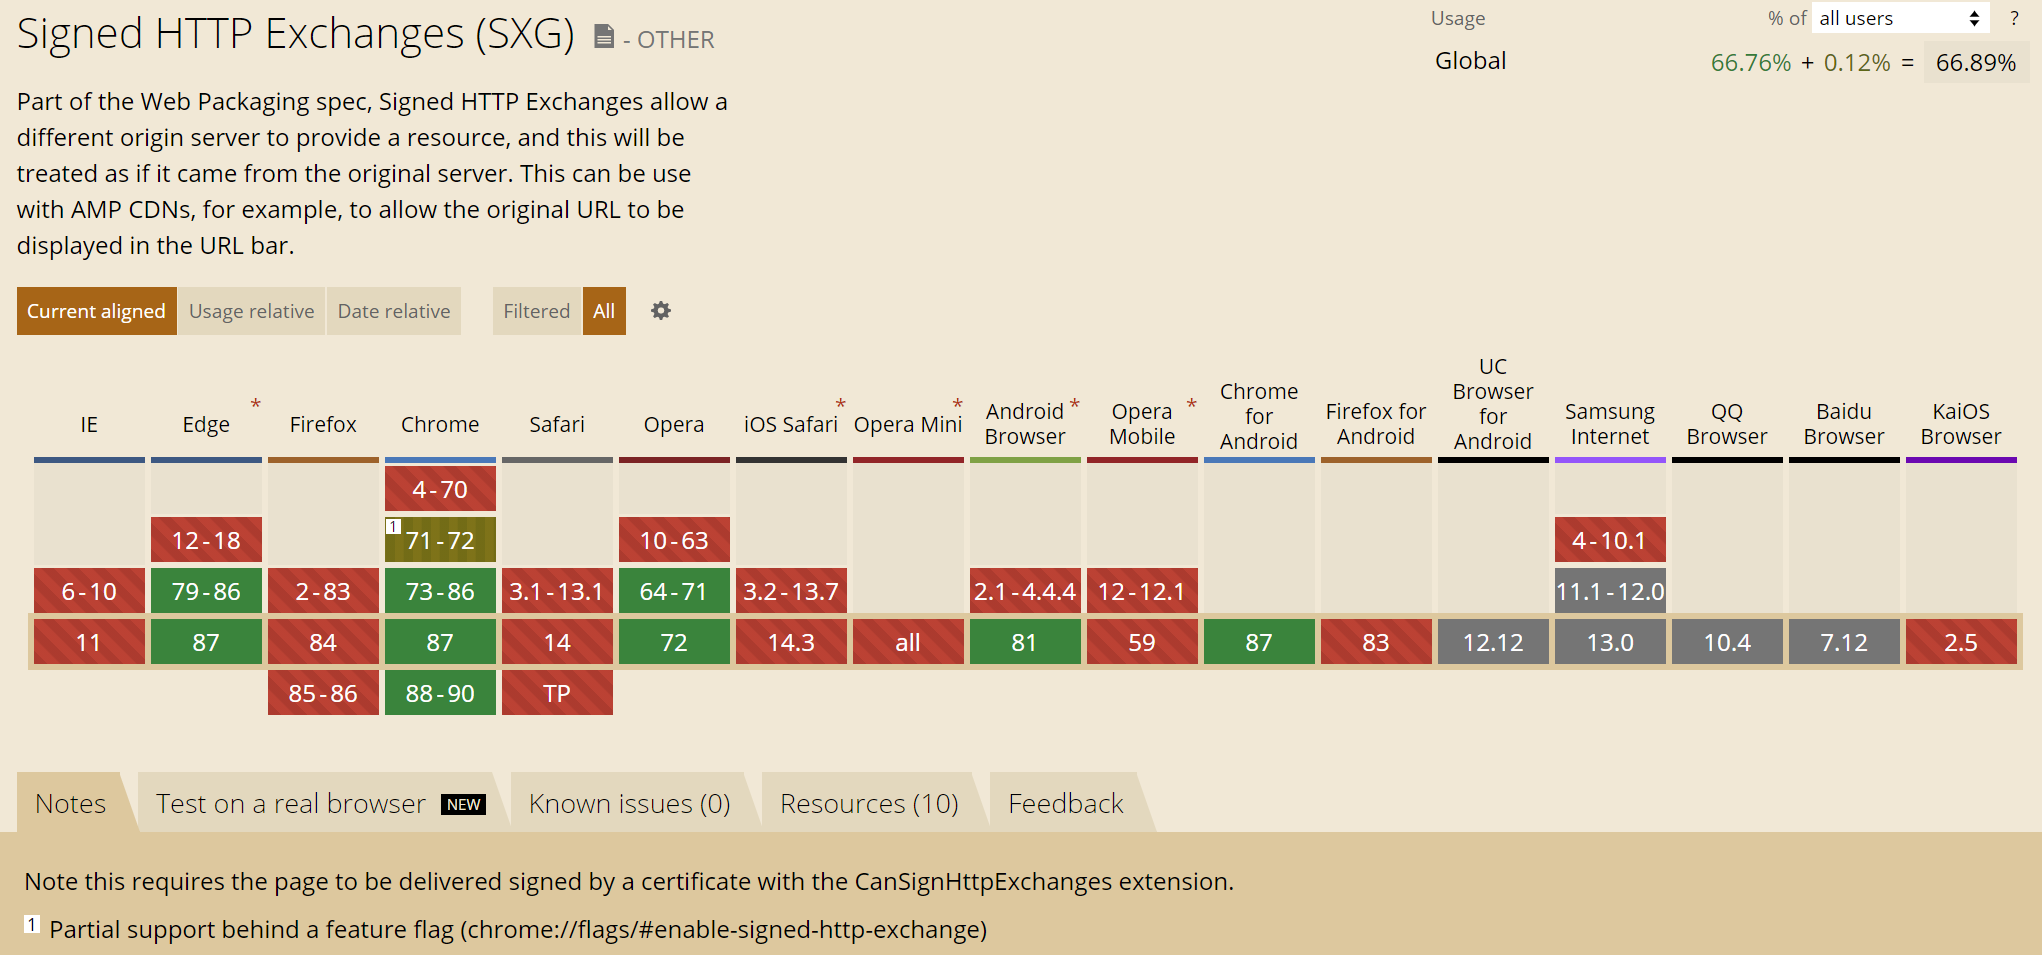 Signed HTTP Exchanges (SXG) - OTHER
Usage % of all users ?
Global 66.76% + 0.12% = 66.89%
Part of the Web Packaging spec, Signed HTTP Exchanges allow a
different origin server to provide a resource, and this will be
treated as if it came from the original server. This can be use
with AMP CDNs, for example, to allow the original URL to be
displayed in the URL bar.
Current aligned Usage relative Date relative Filtered All
IE
Edge *
Firefox
Chrome
Safari
Opera
iOS Safari *
Opera Mini *
Android Browser *
Opera Mobile *
Chrome for Android
Firefox for Android
UC Browser for Android
Samsung Internet
QQ Browser
Baidu Browser
KaiOS Browser
4-70
12-18 1 71-72 10-63 4-10.1
6-10 79-86 2-83 73-86 3.1-13.1 64-71 3.2-13.7 2.1-4.4.4 12-12.1 11.1-12.0
11 87 84 87 14 72 14.3 all 81 59 87 83 12.12 13.0 10.4 7.12 2.5
85-86 88-90 TP
Notes Test on a real browser NEW Known issues (0) Resources (10) Feedback
Note this requires the page to be delivered signed by a certificate with the CanSignHttpExchanges extension.
1 Partial support behind a feature flag (chrome://flags/#enable-signed-http-exchange)